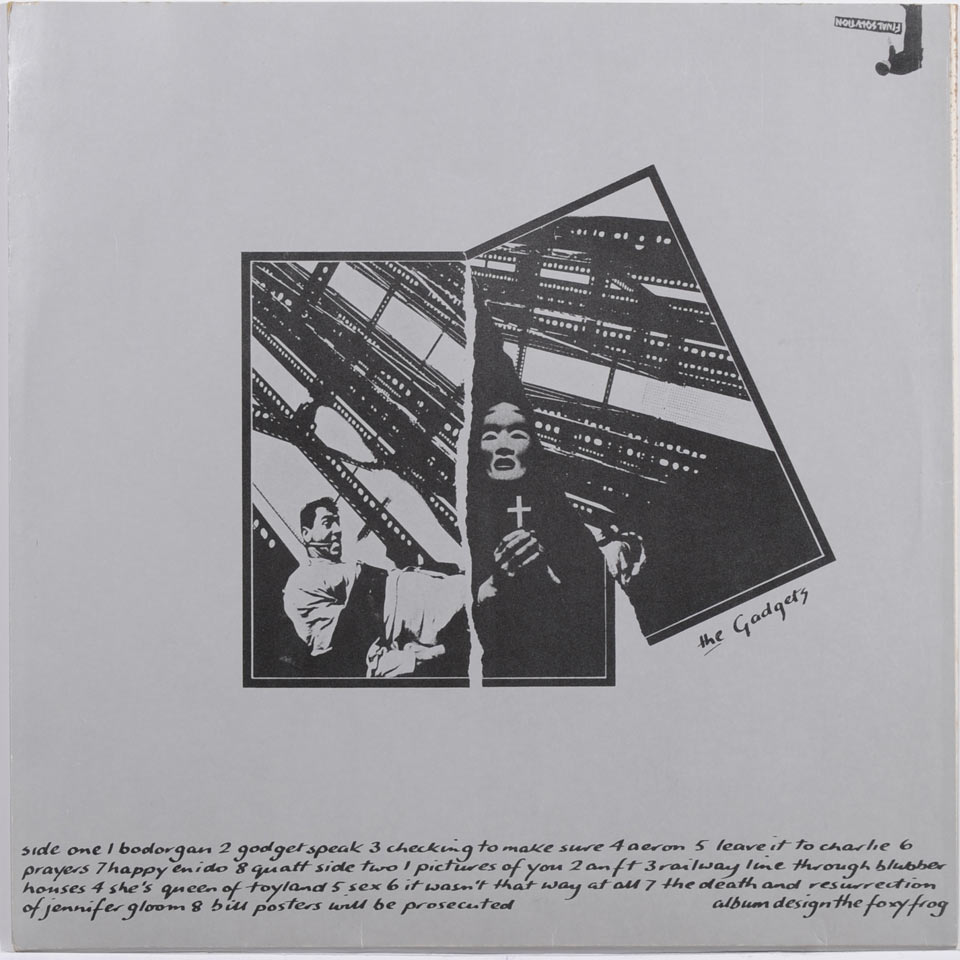 FINAL SOLUTION
the Gadgets
side one 1 bodorgan 2 godgetspeak 3 checking to make sure 4 aeron 5 leave it to charlie 6
prayers 7 happy enido 8 quatt side two 1 pictures of you 2 anft 3 railway line through blubber
houses 4 she's queen of toyland 5 sex 6 it wasn't that way at all 7 the death and resurrection
of jennifer gloom 8 bill posters will be prosecuted album design the foxy frog